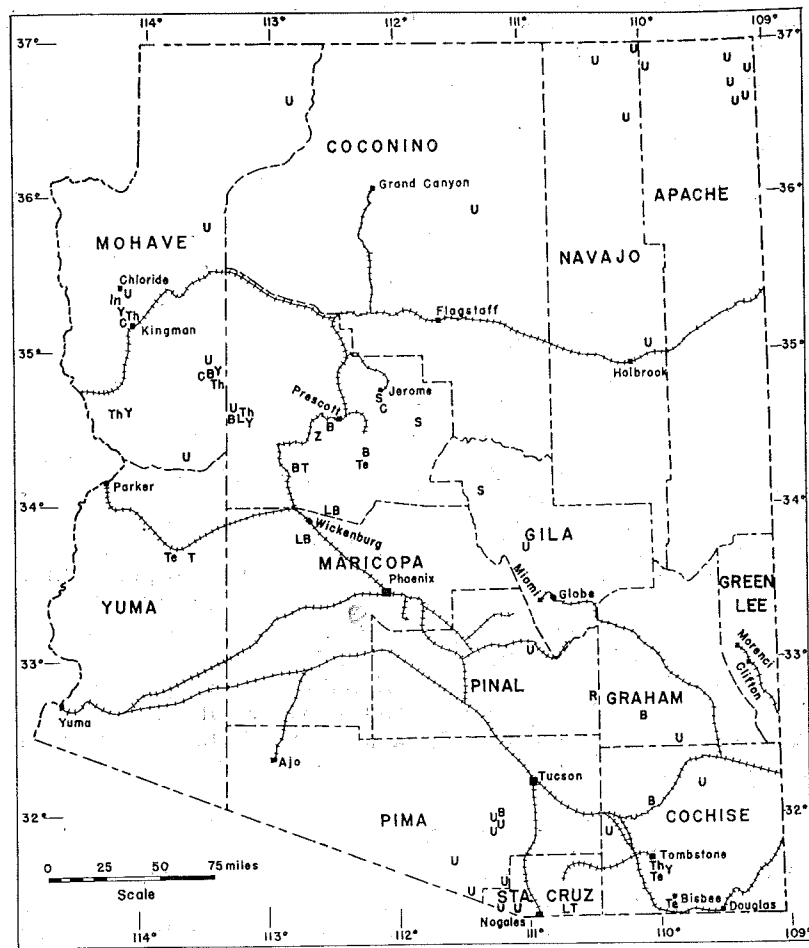 114° 113° 112° 111° 110° 109°
37° 37°
U U U U U
U U U
U U
COCONINO
36° Grand Canyon APACHE 36°
U
U
MOHAVE NAVAJO
Chloride
U
In
Y Th
C Kingman
Flagstaff
U
35° Holbrook 35°
U
C B Y
Th
Jerome
S
C
Prescott
B
Th Y
U Th
B L Y
Z
S
B
Te
U
BT
Parker
S
34° 34°
LB
Wickenburg
LB
U
GILA
Te T
MARICOPA
Phoenix
Miami
Globe
GREEN
LEE
YUMA
Morenci
Clifton
33° 33°
U
PINAL
R
GRAHAM
B
Yuma
U
Ajo
Tucson
U
32° 32°
PIMA
U B
U
U
B
COCHISE
U
Tombstone
Th Y
Te
0 25 50 75 miles
Scale
U
U
U
U U
STA. CRUZ
LT
Nogales
Bisbee
Te
Douglas
114° 113° 112° 111° 110° 109°